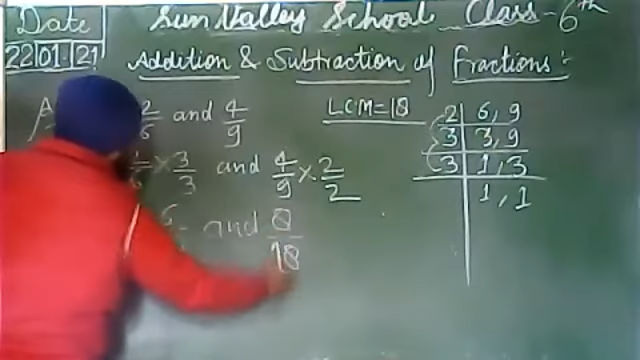 Date Sun Valley School Class - 6th
22|01|21 Addition & Subtraction of Fractions :-
2/6 and 4/9 LCM=18 2 | 6, 9
× 3/3 and 4/9 × 2/2 3 | 3, 9
3 | 1, 3
6 and 8/18 1, 1